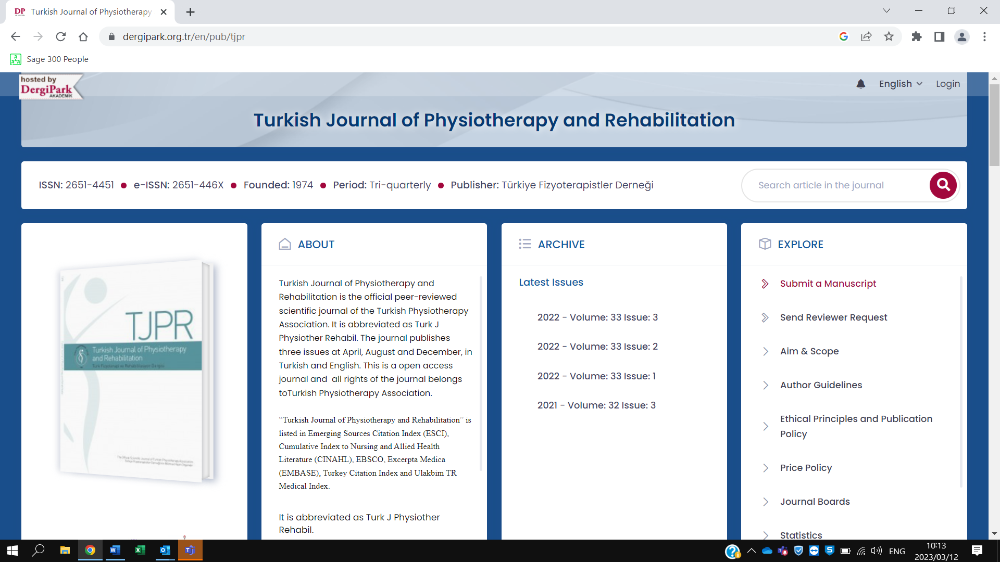 DP Turkish Journal of Physiotherapy
dergipark.org.tr/en/pub/tjpr
Sage 300 People
hosted by
DergiPark
AKADEMİK
English
Login
Turkish Journal of Physiotherapy and Rehabilitation
ISSN: 2651-4451 ● e-ISSN: 2651-446X ● Founded: 1974 ● Period: Tri-quarterly ● Publisher: Türkiye Fizyoterapistler Derneği
Search article in the journal
TJPR
Turkish Journal of Physiotherapy
and Rehabilitation
Türk Fizyoterapi ve Rehabilitasyon Dergisi
ABOUT
Turkish Journal of Physiotherapy and
Rehabilitation is the official peer-reviewed
scientific journal of the Turkish Physiotherapy
Association. It is abbreviated as Turk J
Physiother Rehabil. The journal publishes
three issues at April, August and December, in
Turkish and English. This is a open access
journal and  all rights of the journal belongs
toTurkish Physiotherapy Association.
“Turkish Journal of Physiotherapy and Rehabilitation” is
listed in Emerging Sources Citation Index (ESCI),
Cumulative Index to Nursing and Allied Health
Literature (CINAHL), EBSCO, Excerpta Medica
(EMBASE), Turkey Citation Index and Ulakbim TR
Medical Index.
It is abbreviated as Turk J Physiother
Rehabil.
ARCHIVE
Latest Issues
2022 - Volume: 33 Issue: 3
2022 - Volume: 33 Issue: 2
2022 - Volume: 33 Issue: 1
2021 - Volume: 32 Issue: 3
EXPLORE
Submit a Manuscript
Send Reviewer Request
Aim & Scope
Author Guidelines
Ethical Principles and Publication
Policy
Price Policy
Journal Boards
Statistics
ENG
10:13
2023/03/12